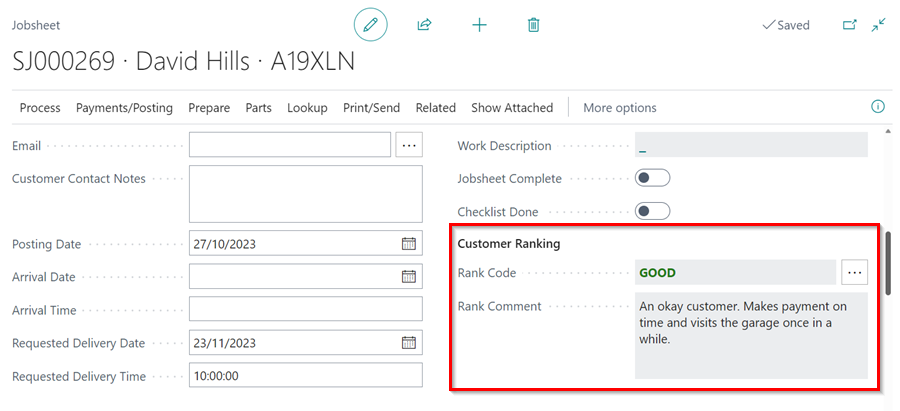 Jobsheet
Saved
SJ000269 · David Hills · A19XLN
Process Payments/Posting Prepare Parts Lookup Print/Send Related Show Attached More options
Email
Customer Contact Notes
Posting Date 27/10/2023
Arrival Date
Arrival Time
Requested Delivery Date 23/11/2023
Requested Delivery Time 10:00:00
Work Description _
Jobsheet Complete
Checklist Done
Customer Ranking
Rank Code GOOD
Rank Comment An okay customer. Makes payment on
time and visits the garage once in a
while.